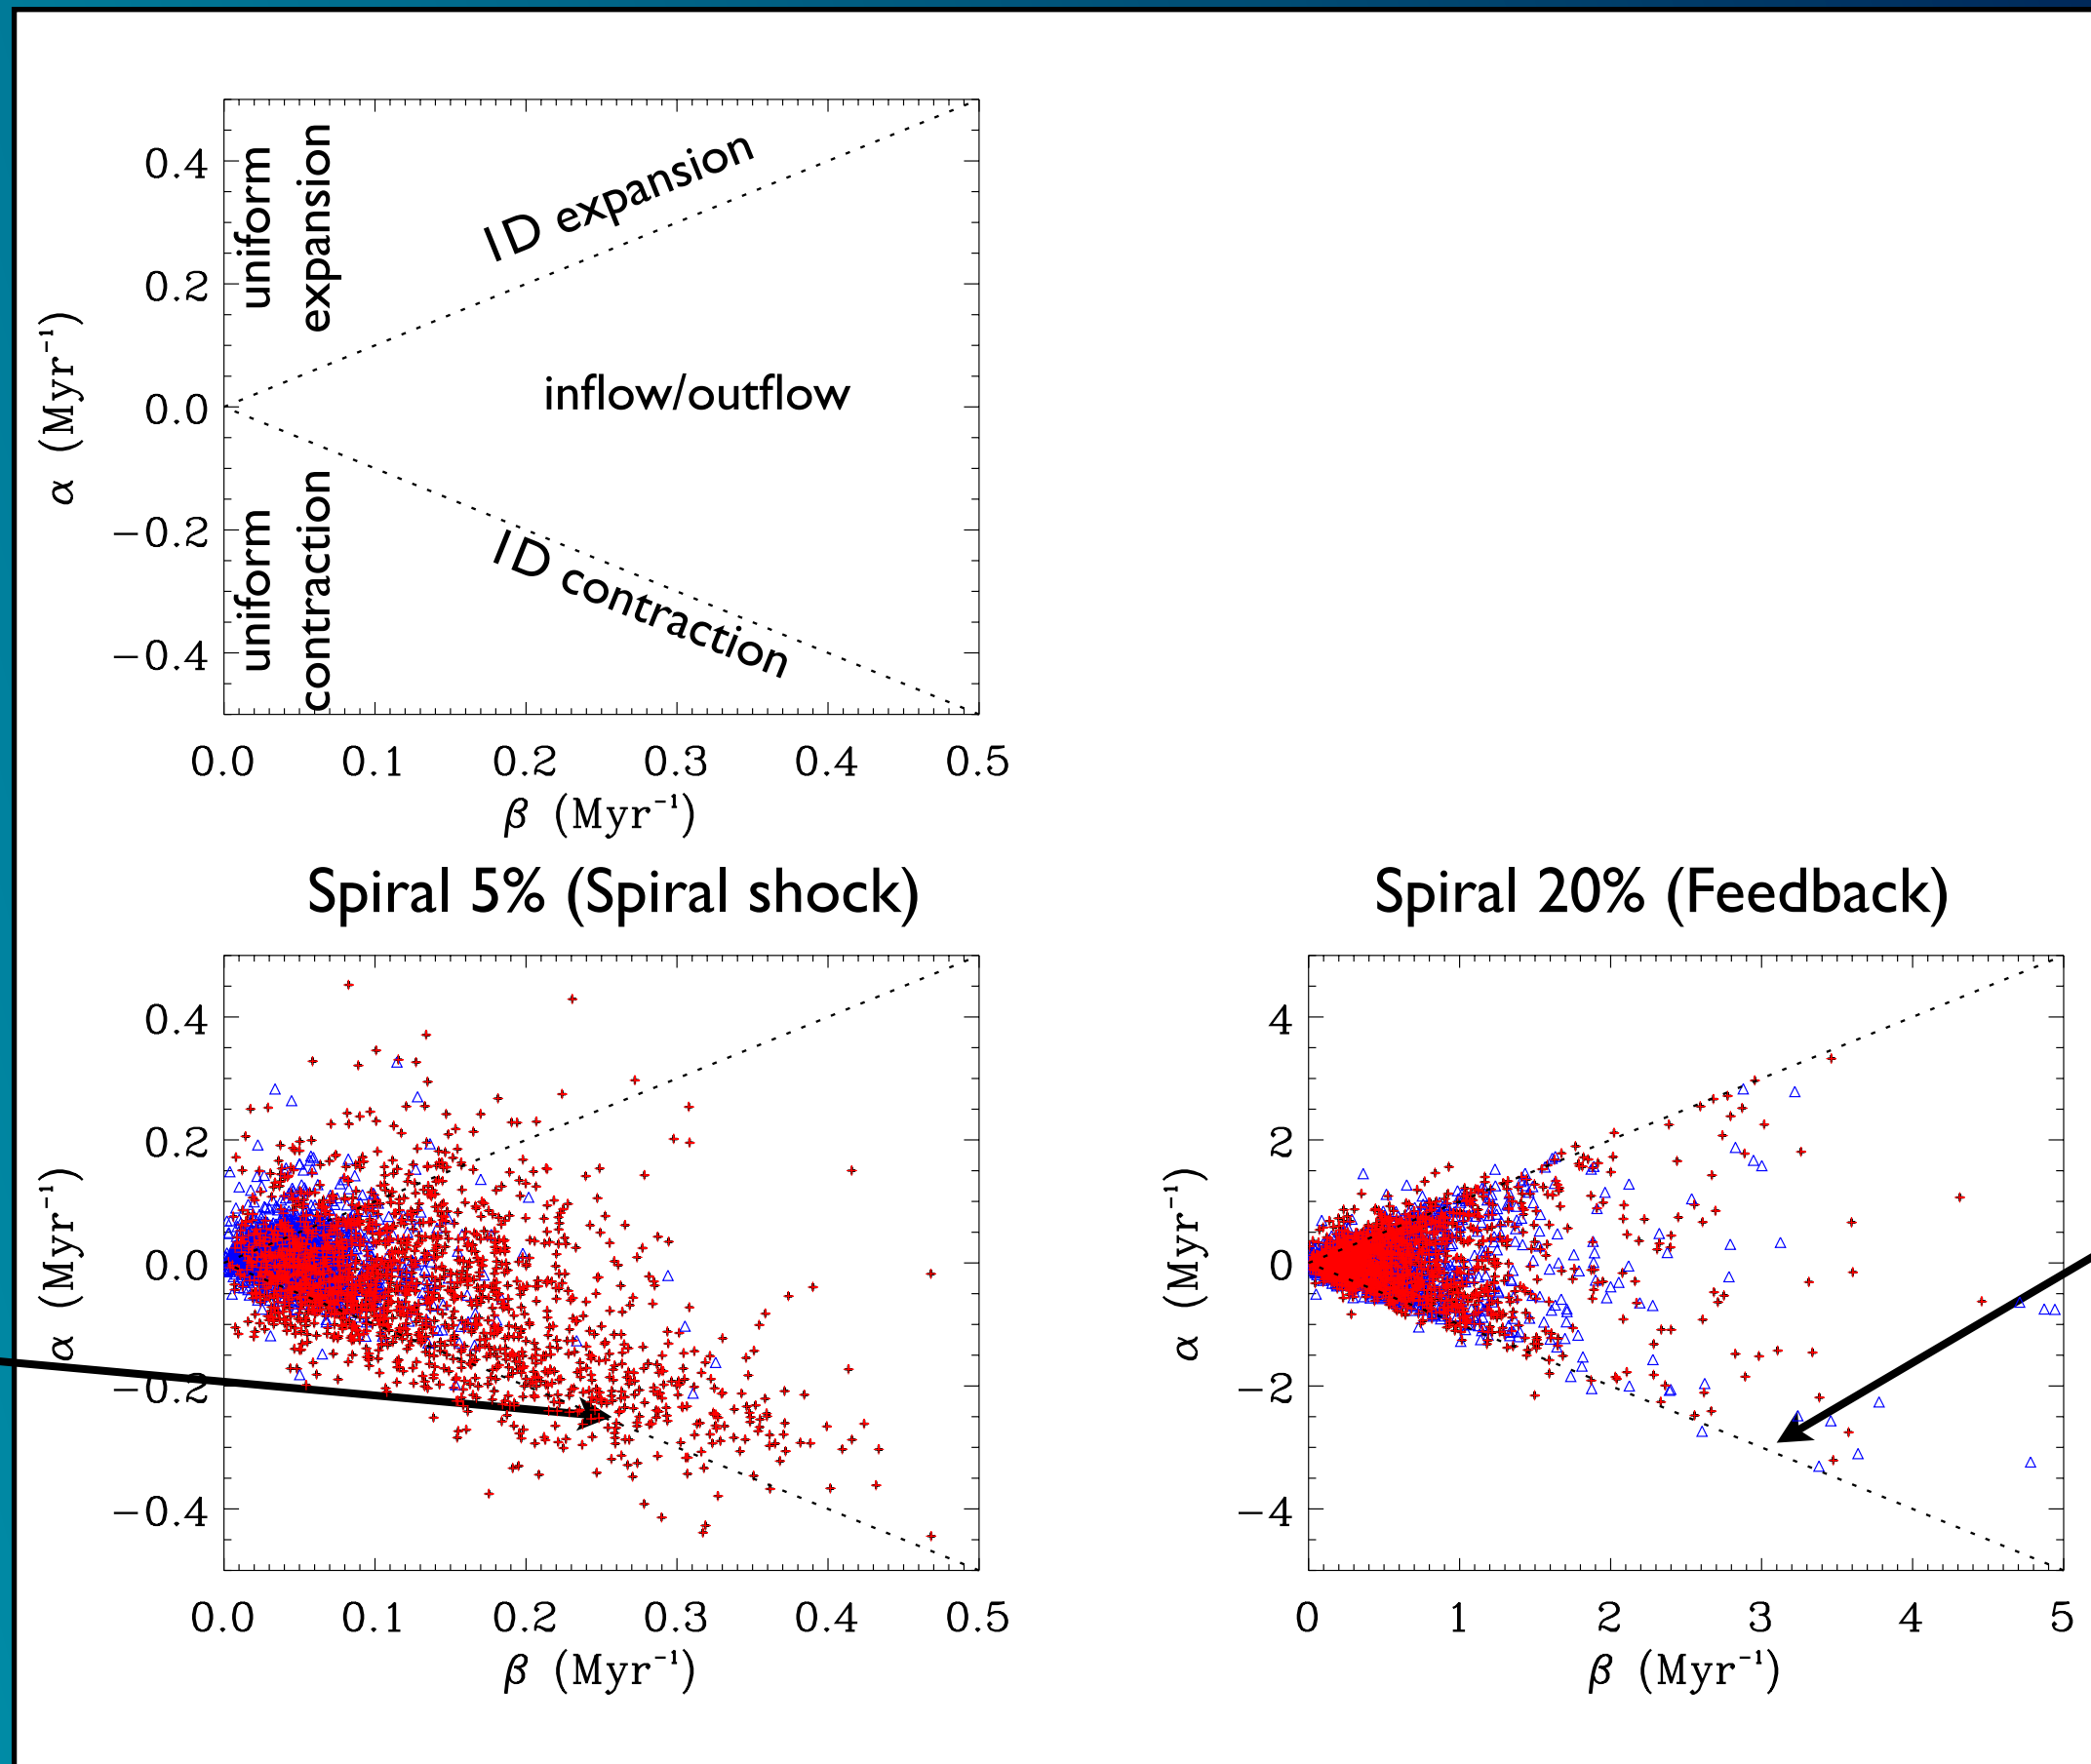 0.4
0.2
0.0
−0.2
−0.4
α (Myr⁻¹)
uniform
expansion
1D expansion
inflow/outflow
uniform
contraction
1D contraction
0.0 0.1 0.2 0.3 0.4 0.5
β (Myr⁻¹)
Spiral 5% (Spiral shock)
0.4
0.2
0.0
−0.2
−0.4
α (Myr⁻¹)
0.0 0.1 0.2 0.3 0.4 0.5
β (Myr⁻¹)
Spiral 20% (Feedback)
4
2
0
−2
−4
α (Myr⁻¹)
0 1 2 3 4 5
β (Myr⁻¹)